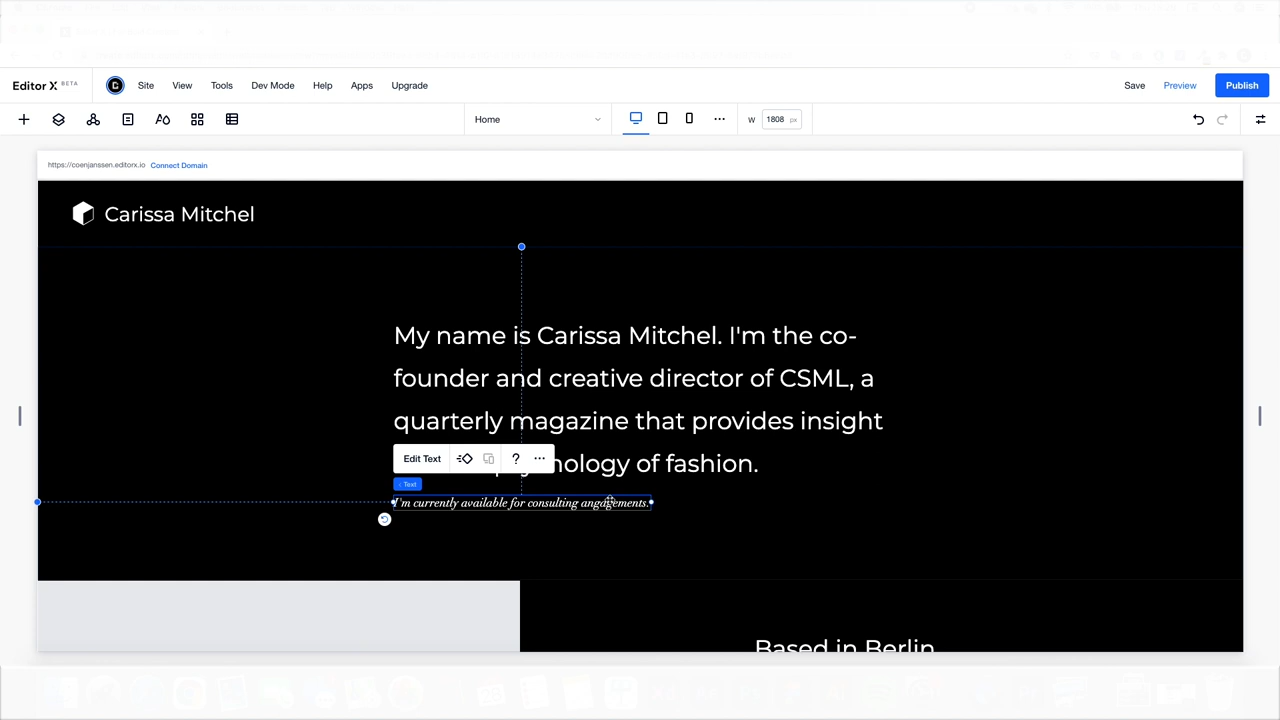 Editor X BETA
Site View Tools Dev Mode Help Apps Upgrade
Save Preview Publish
Home
W 1808 px
https://coenjanssen.editorx.io Connect Domain
Carissa Mitchel
My name is Carissa Mitchel. I'm the co-
founder and creative director of CSML, a
quarterly magazine that provides insight
of fashion.
Edit Text ?
< Text
I'm currently available for consulting angagements.
Based in Berlin